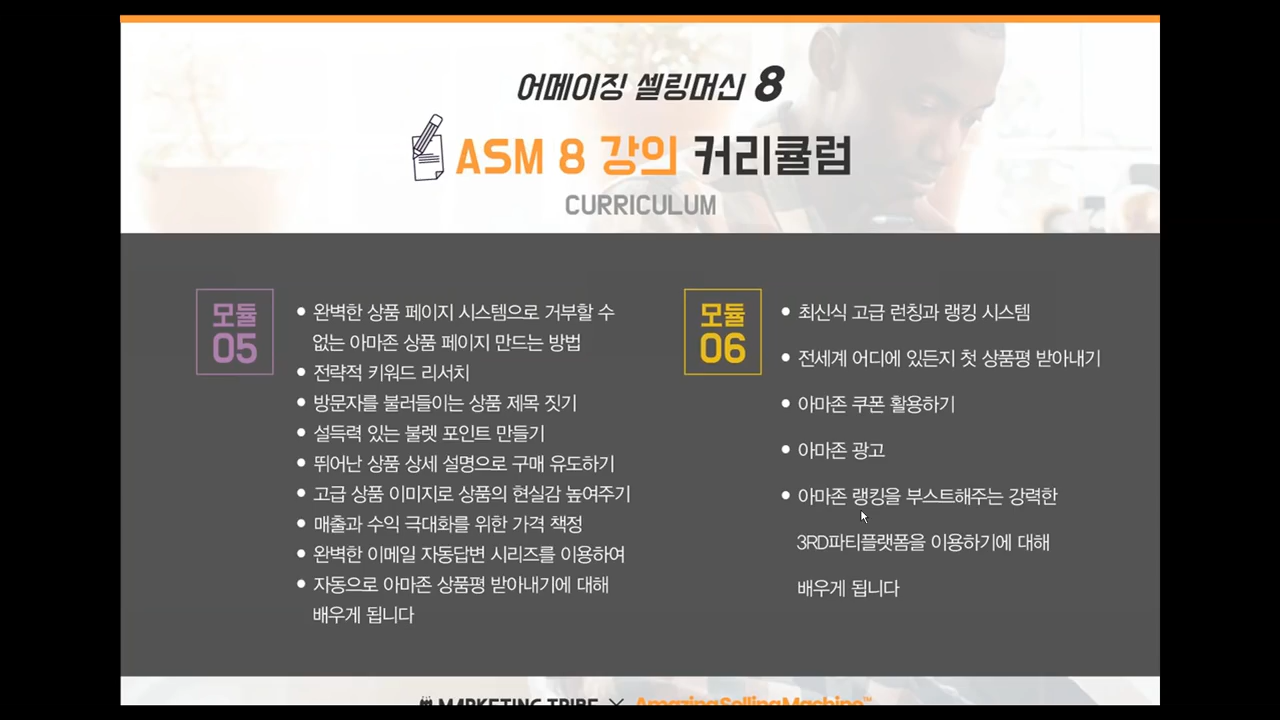 어메이징 셀링머신 8
ASM 8 강의 커리큘럼
CURRICULUM
모듈
05
• 완벽한 상품 페이지 시스템으로 거부할 수
없는 아마존 상품 페이지 만드는 방법
• 전략적 키워드 리서치
• 방문자를 불러들이는 상품 제목 짓기
• 설득력 있는 불렛 포인트 만들기
• 뛰어난 상품 상세 설명으로 구매 유도하기
• 고급 상품 이미지로 상품의 현실감 높여주기
• 매출과 수익 극대화를 위한 가격 책정
• 완벽한 이메일 자동답변 시리즈를 이용하여
• 자동으로 아마존 상품평 받아내기에 대해
배우게 됩니다
모듈
06
• 최신식 고급 런칭과 랭킹 시스템
• 전세계 어디에 있든지 첫 상품평 받아내기
• 아마존 쿠폰 활용하기
• 아마존 광고
• 아마존 랭킹을 부스트해주는 강력한
3RD파티플랫폼을 이용하기에 대해
배우게 됩니다
MARKETING TRIBE × AmazingSellingMachine™